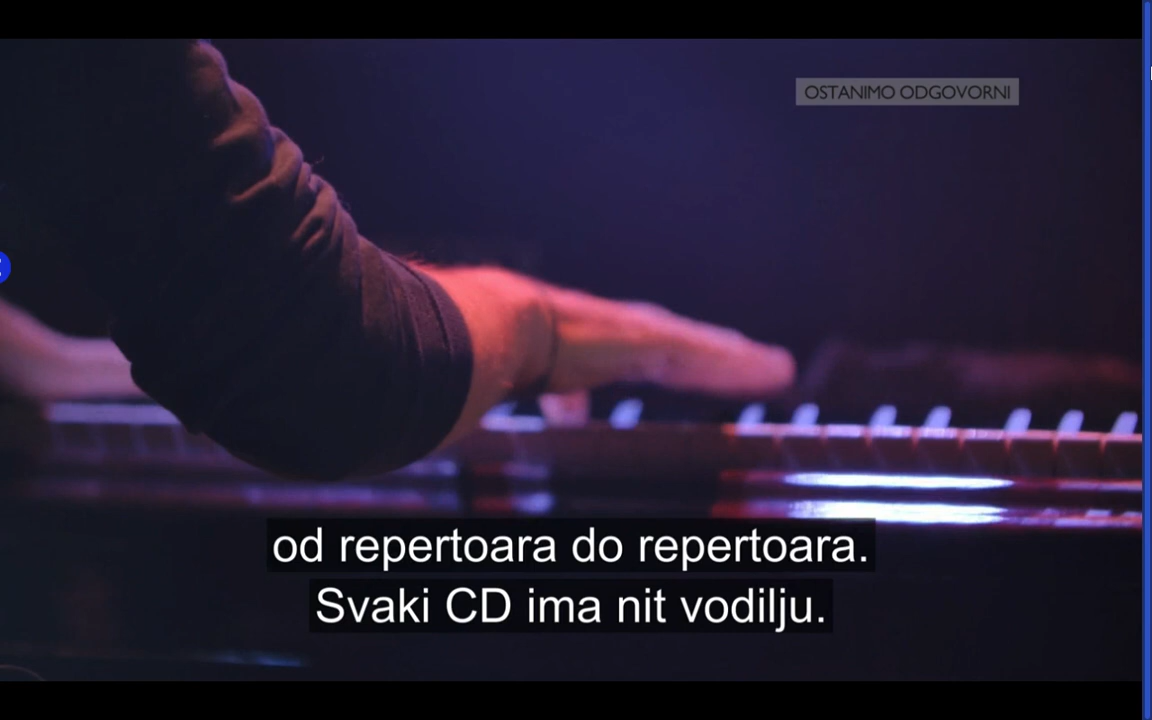 OSTANIMO ODGOVORNI
od repertoara do repertoara.
Svaki CD ima nit vodilju.